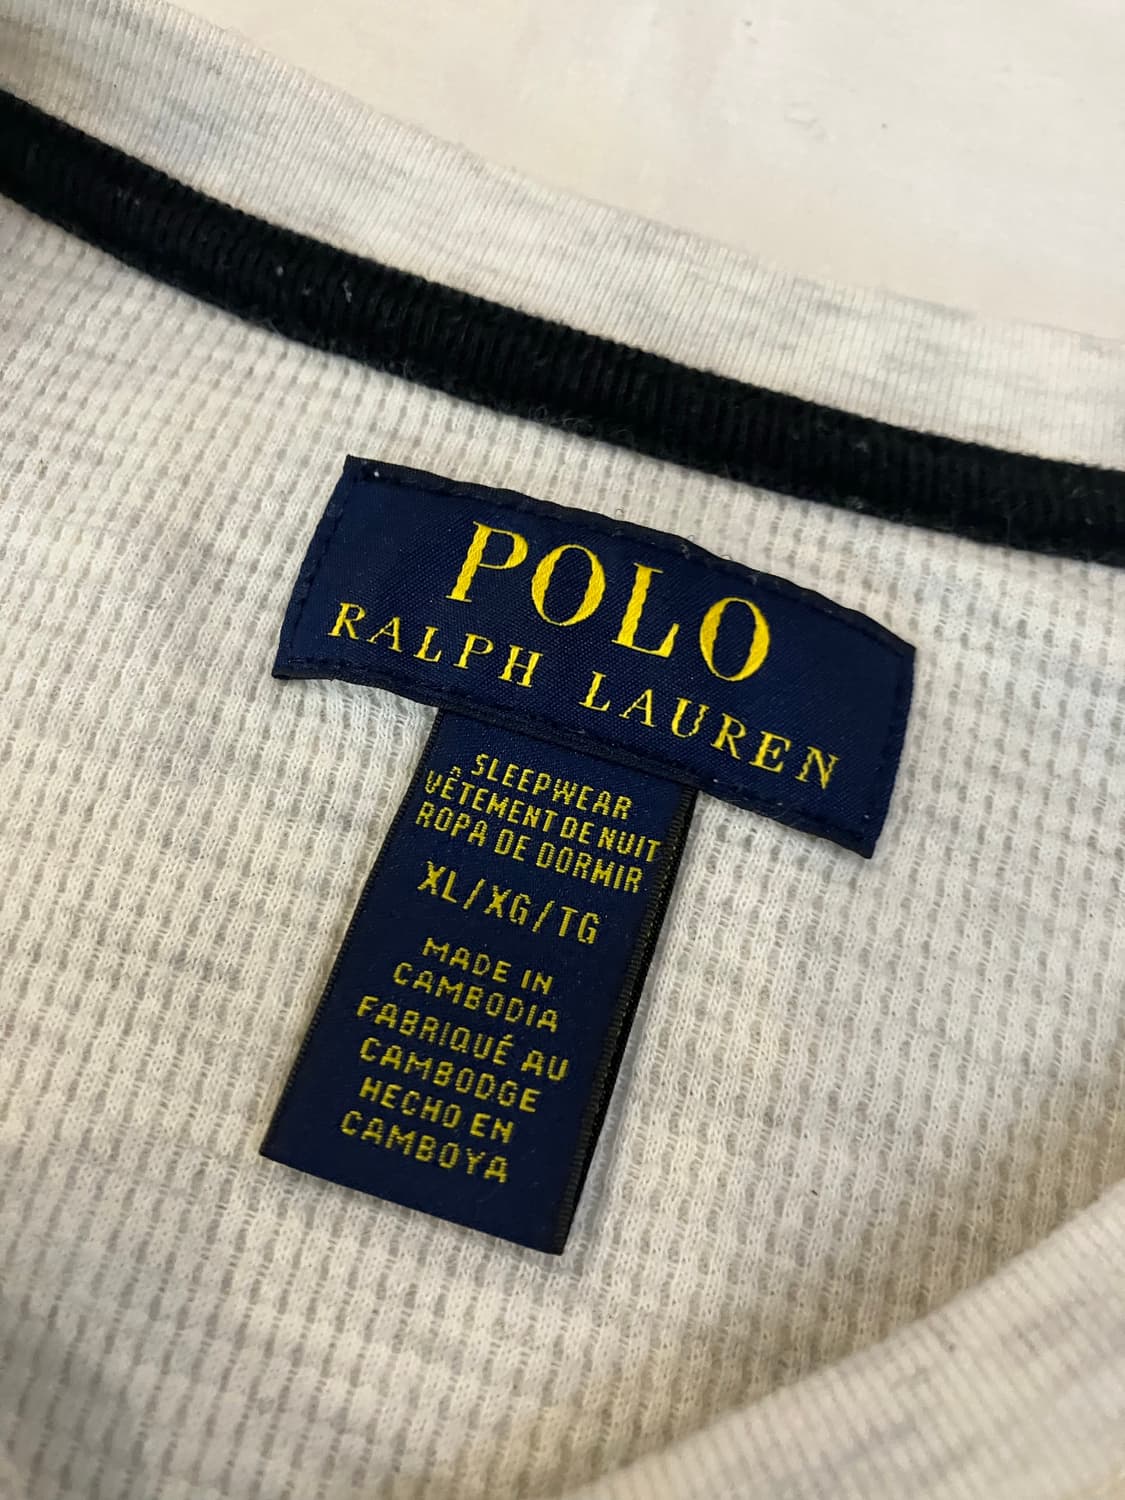 POLO
RALPH LAUREN
SLEEPWEAR
VÊTEMENT DE NUIT
ROPA DE DORMIR
XL/XG/TG
MADE IN
CAMBODIA
FABRIQUÉ AU
CAMBODGE
HECHO EN
CAMBOYA